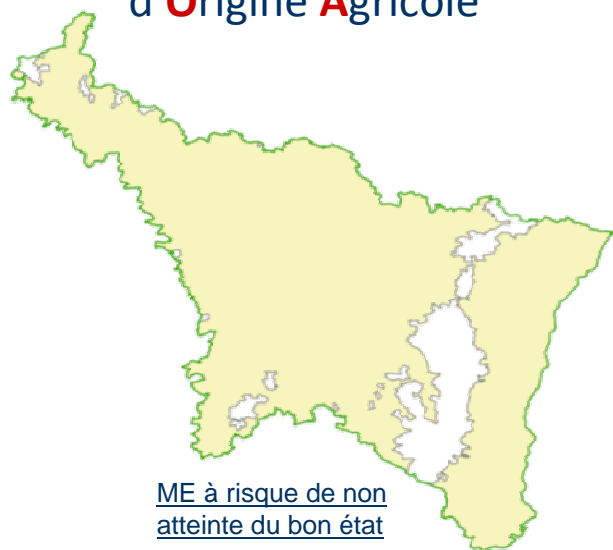 d'Origine Agricole
ME à risque de non
atteinte du bon état